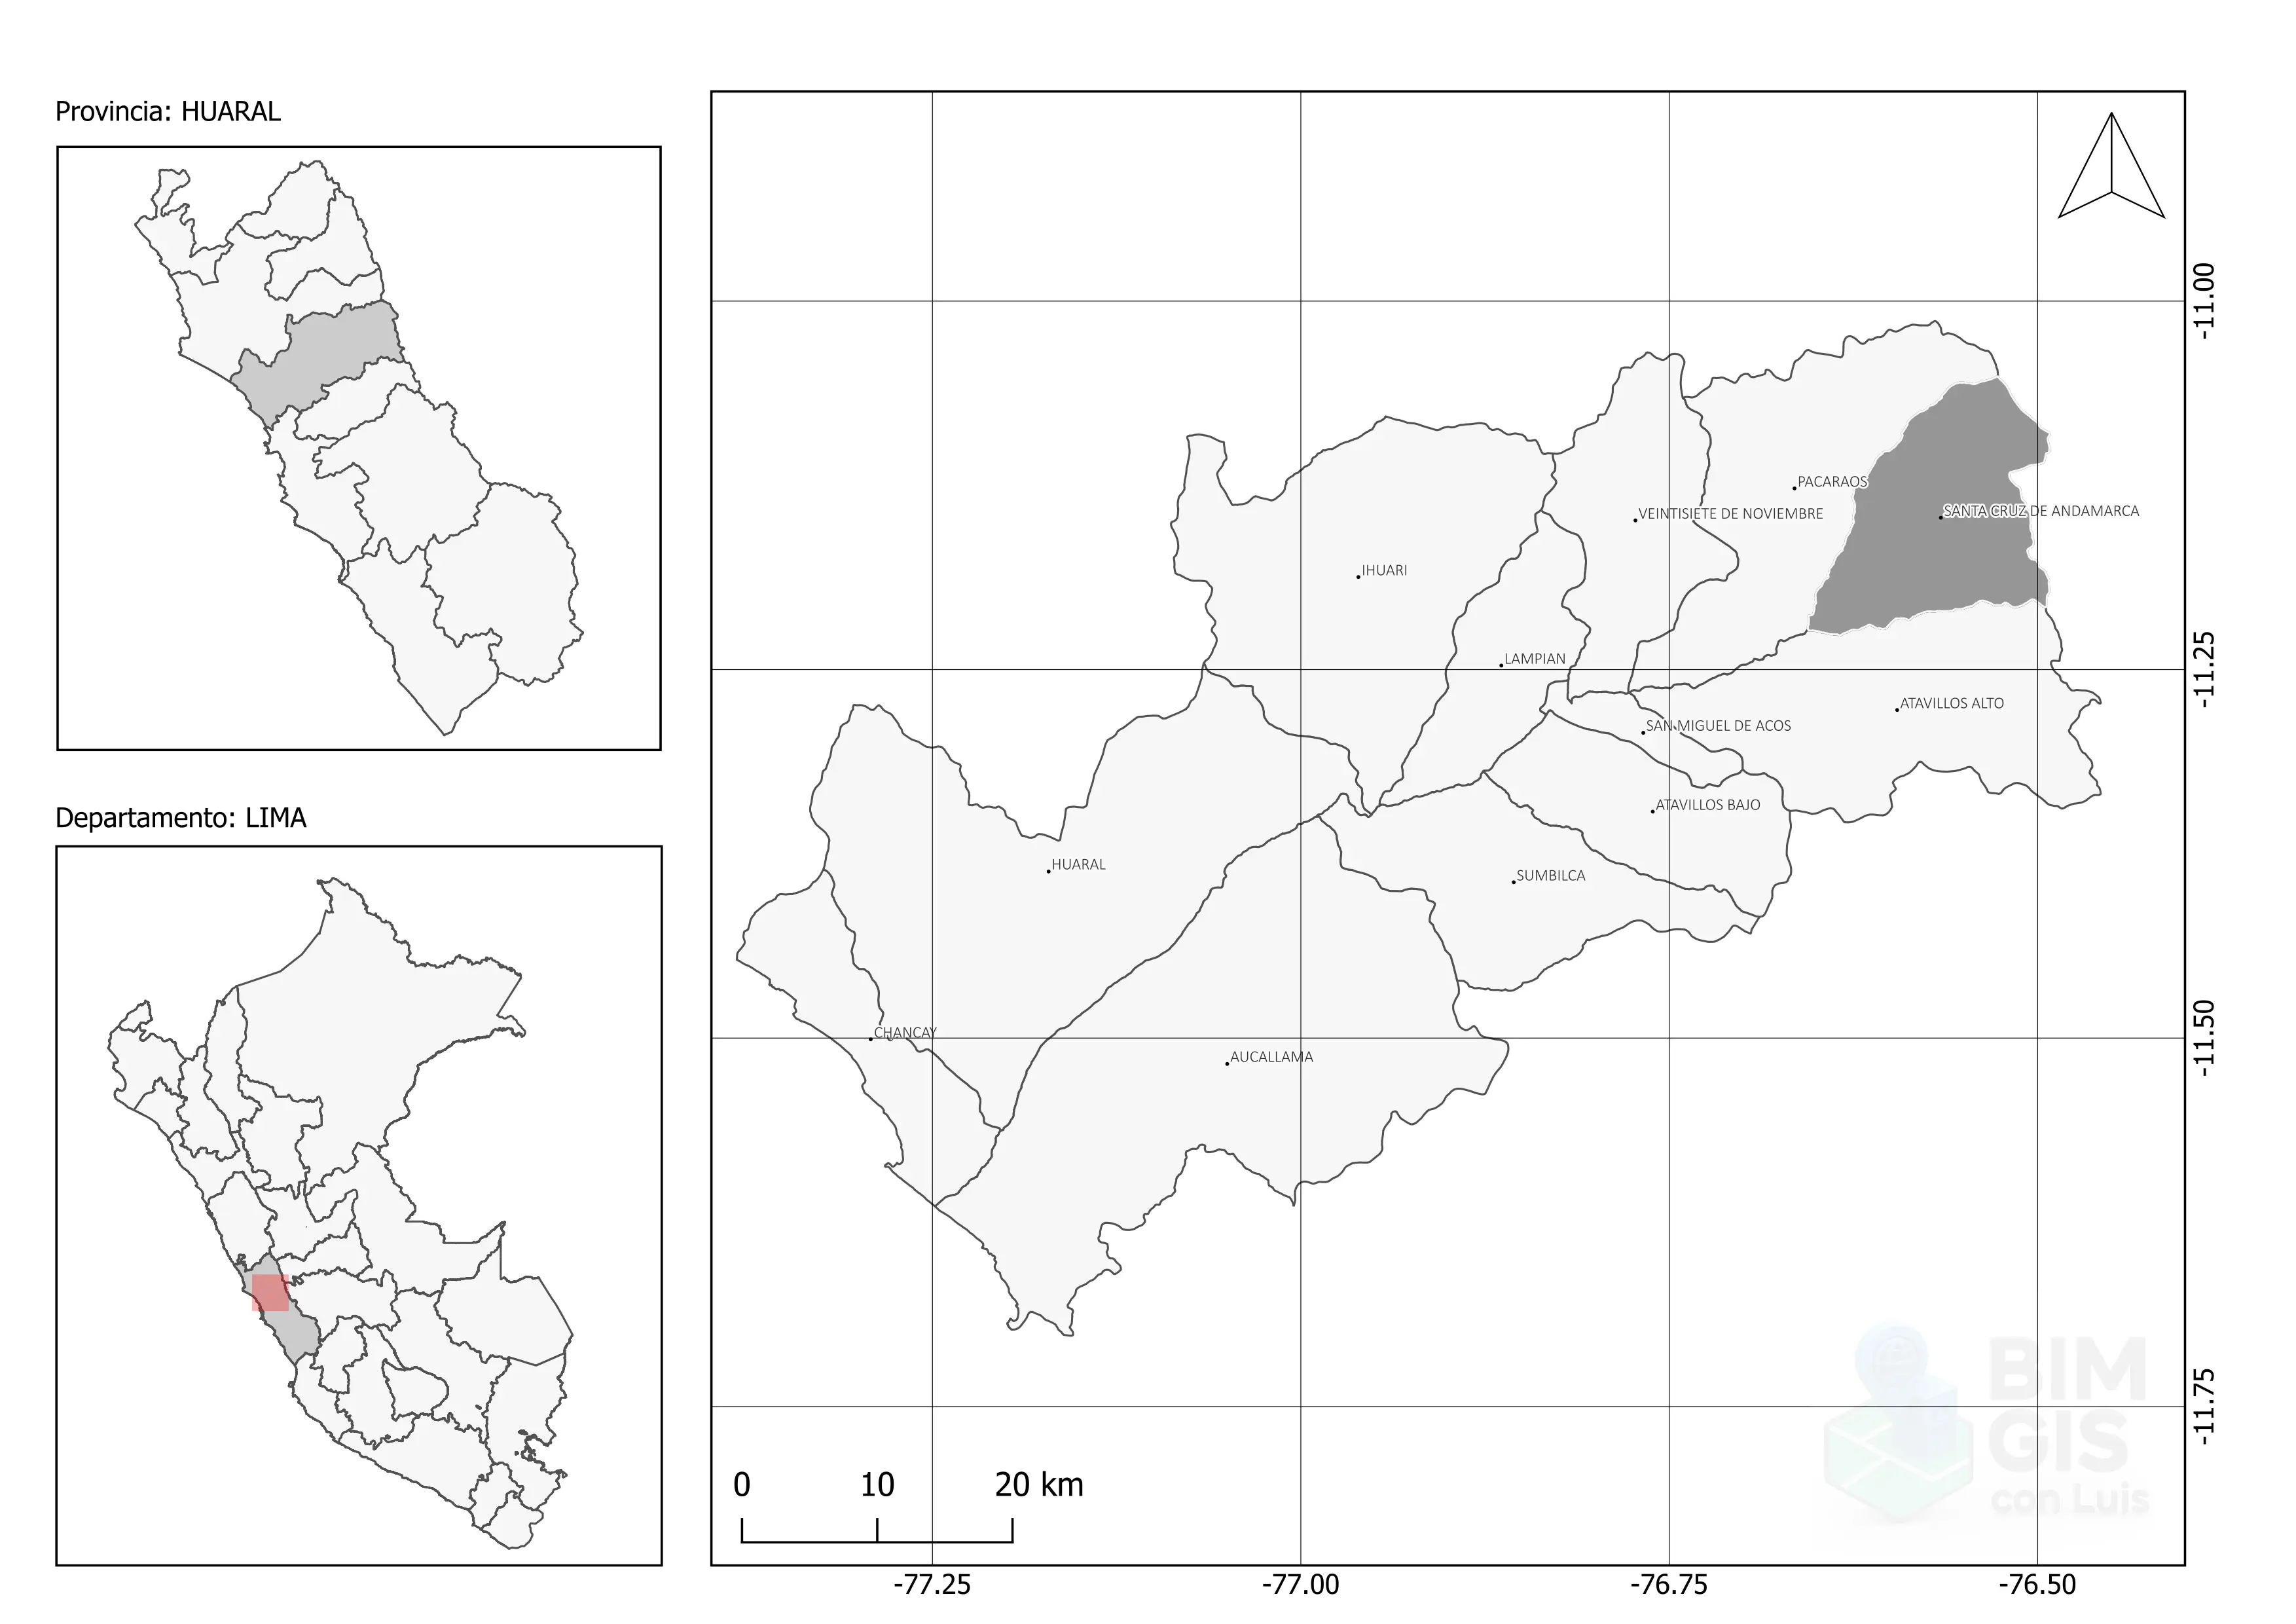 Provincia: HUARAL
Departamento: LIMA
PACARAOS
SANTA CRUZ DE ANDAMARCA
VEINTISIETE DE NOVIEMBRE
IHUARI
LAMPIAN
ATAVILLOS ALTO
SAN MIGUEL DE ACOS
ATAVILLOS BAJO
HUARAL
SUMBILCA
CHANCAY
AUCALLAMA
-11.00
-11.25
-11.50
-11.75
BIM
GIS
con Luis
0 10 20 km
-77.25 -77.00 -76.75 -76.50